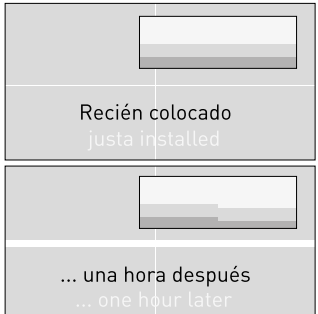 Recién colocado
justa installed
... una hora después
... one hour later